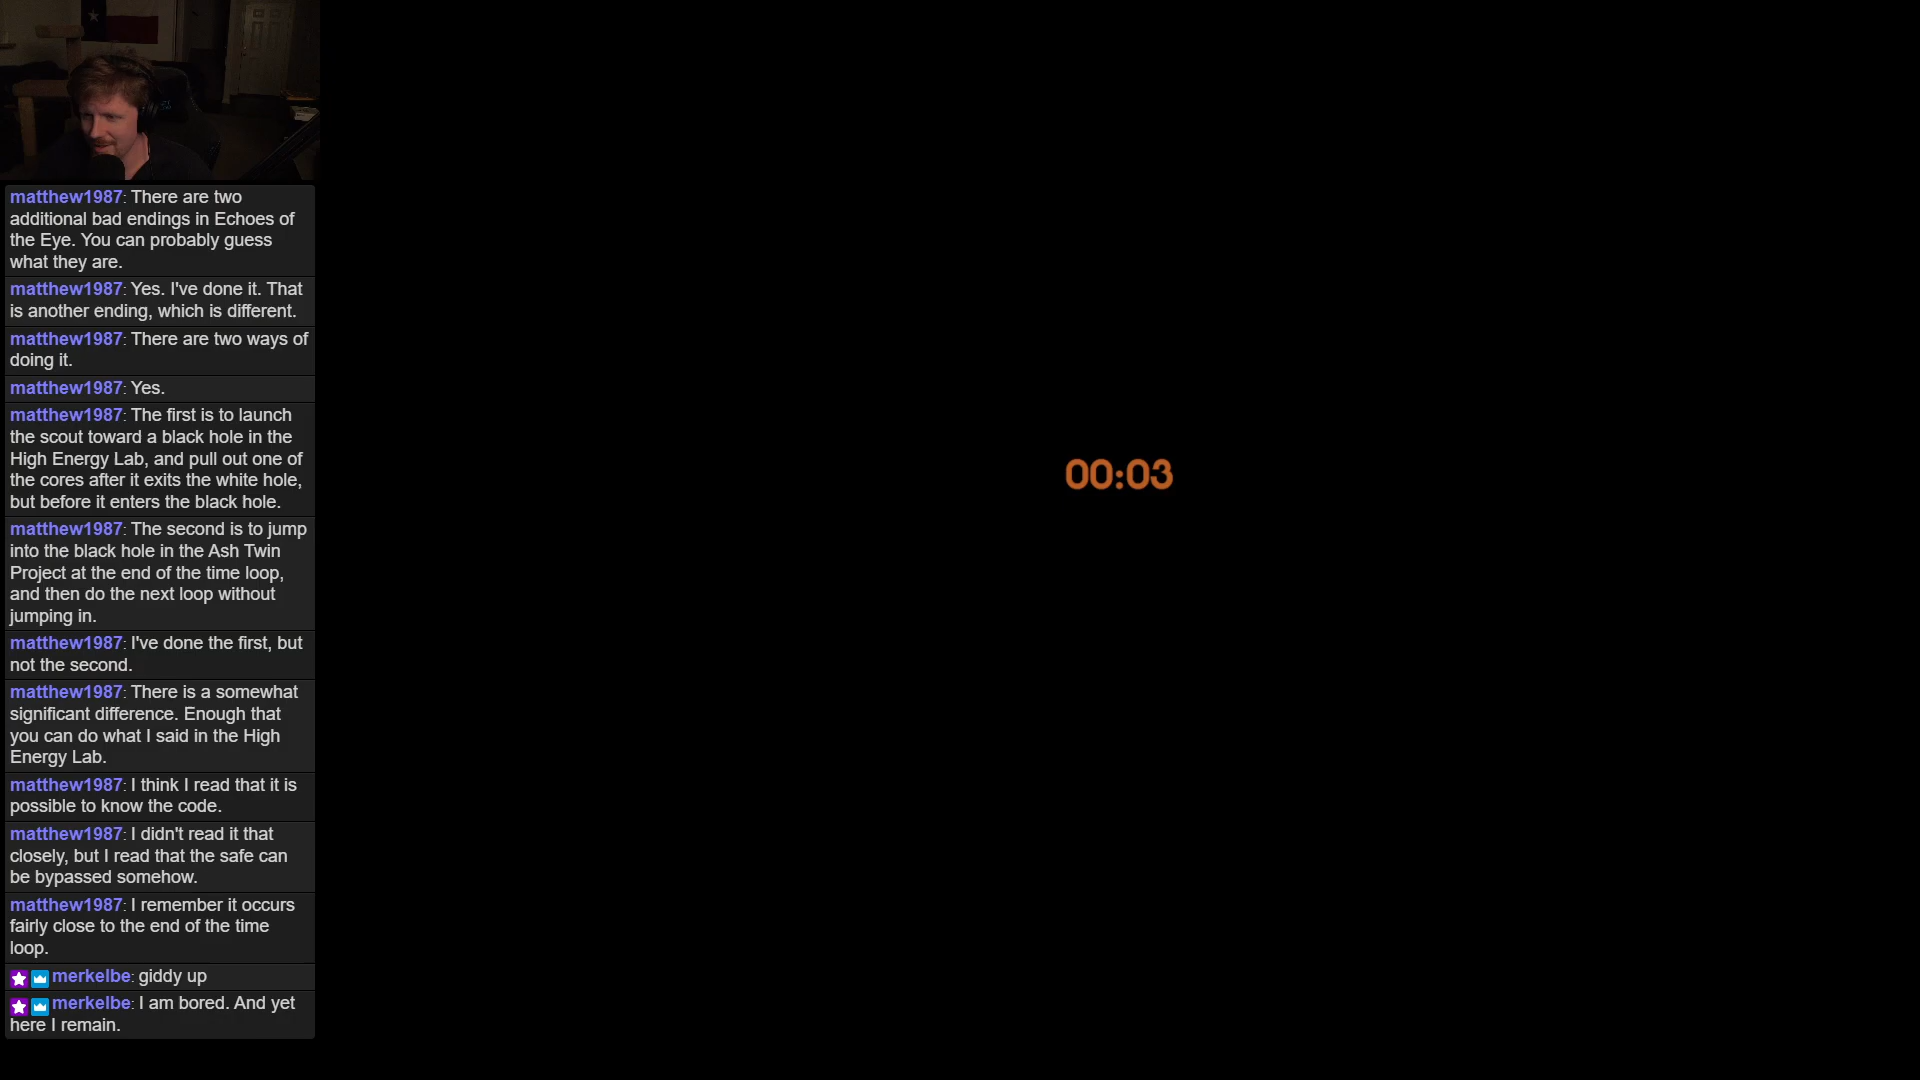 matthew1987: There are two
additional bad endings in Echoes of
the Eye. You can probably guess
what they are.
matthew1987: Yes. I've done it. That
is another ending, which is different.
matthew1987: There are two ways of
doing it.
matthew1987: Yes.
matthew1987: The first is to launch
the scout toward a black hole in the
High Energy Lab, and pull out one of
the cores after it exits the white hole,
but before it enters the black hole.
matthew1987: The second is to jump
into the black hole in the Ash Twin
Project at the end of the time loop,
and then do the next loop without
jumping in.
matthew1987: I've done the first, but
not the second.
matthew1987: There is a somewhat
significant difference. Enough that
you can do what I said in the High
Energy Lab.
matthew1987: I think I read that it is
possible to know the code.
matthew1987: I didn't read it that
closely, but I read that the safe can
be bypassed somehow.
matthew1987: I remember it occurs
fairly close to the end of the time
loop.
merkelbe: giddy up
merkelbe: I am bored. And yet
here I remain.
00:03